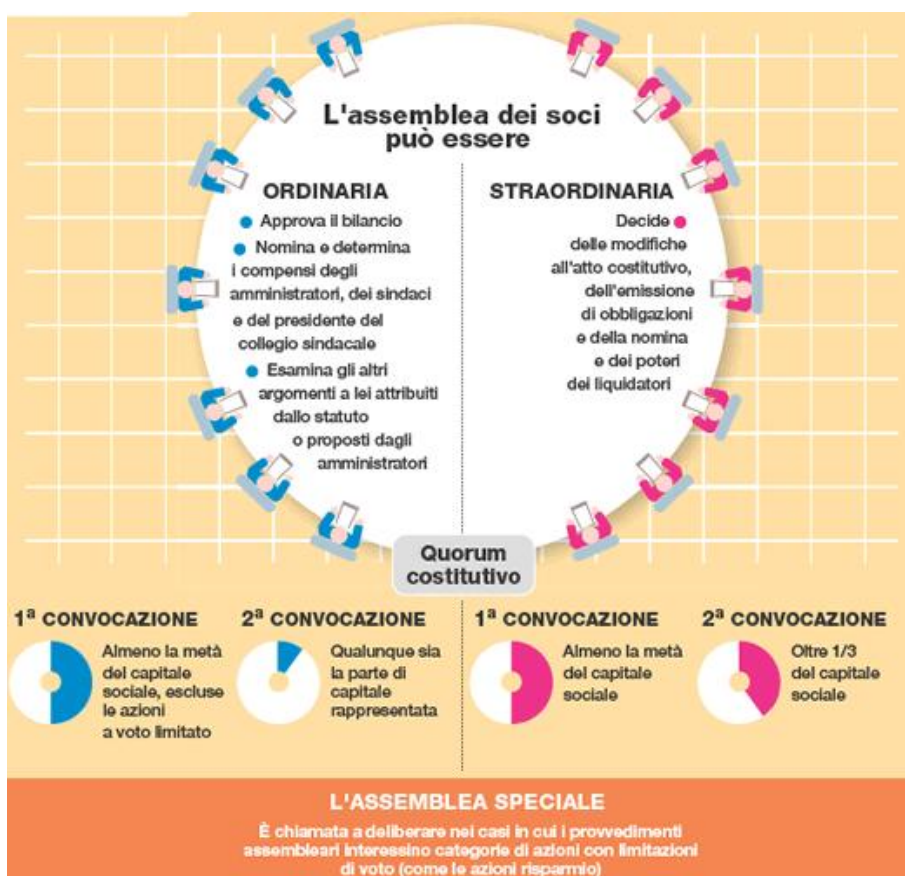 L'assemblea dei soci
può essere
ORDINARIA
Approva il bilancio
Nomina e determina
i compensi degli
amministratori, dei sindaci
e del presidente del
collegio sindacale
Esamina gli altri
argomenti a lei attribuiti
dallo statuto
o proposti dagli
amministratori
STRAORDINARIA
Decide
delle modifiche
all'atto costitutivo,
dell'emissione
di obbligazioni
e della nomina
e dei poteri
dei liquidatori
Quorum
costitutivo
1ª CONVOCAZIONE
Almeno la metà
del capitale
sociale, escluse
le azioni
a voto limitato
2ª CONVOCAZIONE
Qualunque sia
la parte di
capitale
rappresentata
1ª CONVOCAZIONE
Almeno la metà
del capitale
sociale
2ª CONVOCAZIONE
Oltre 1/3
del capitale
sociale
L'ASSEMBLEA SPECIALE
È chiamata a deliberare nei casi in cui i provvedimenti
assembleari interessino categorie di azioni con limitazioni
di voto (come le azioni risparmio)